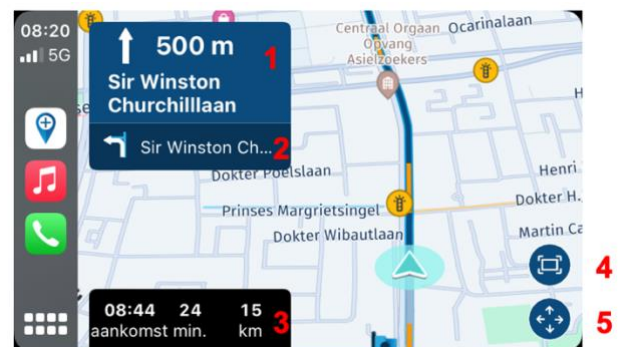 08:20
5G
500 m
1
Sir Winston
Churchilllaan
Sir Winston Ch...
2
Centraal Orgaan
Opvang
Asielzoekers
Ocarinalaan
Dokter Poelslaan
Henri
Prinses Margrietsingel
Dokter H.
Dokter Wibautlaan
Martin Ca
4
08:44 24 15
aankomst min. km
3
5